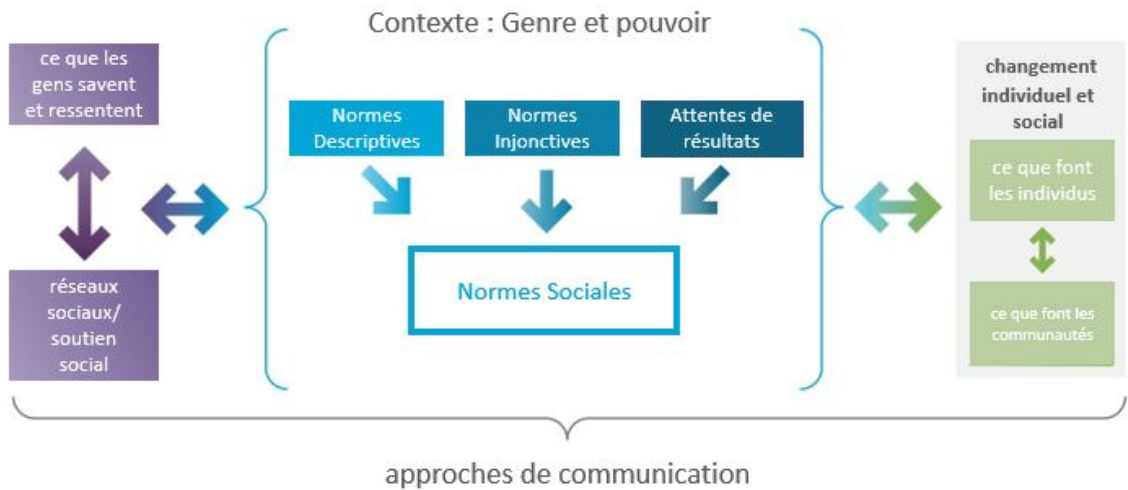 Contexte : Genre et pouvoir
ce que les
gens savent
et ressentent
réseaux
sociaux/
soutien
social
Normes
Descriptives
Normes
Injonctives
Attentes de
résultats
Normes Sociales
changement
individuel et
social
ce que font
les individus
ce que font les
communautés
approches de communication